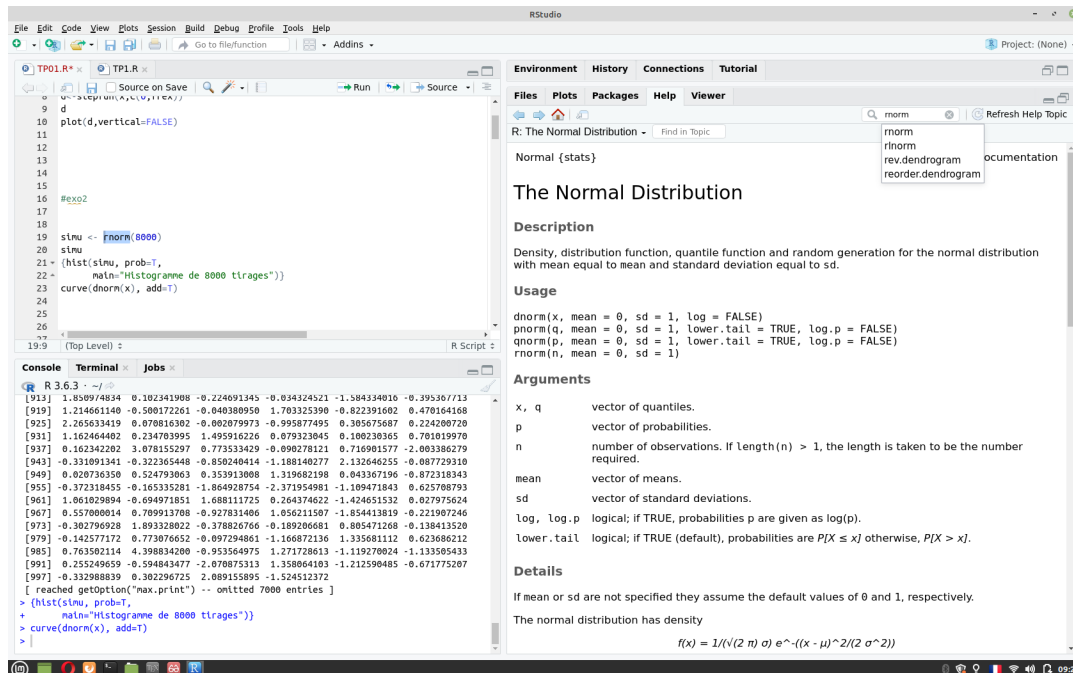 RStudio
File Edit Code View Plots Session Build Debug Profile Tools Help
Go to file/function Addins Project: (None)
TP01.R* TP1.R
Source on Save Run Source
9 d
10 plot(d,vertical=FALSE)
11
12
13
14
15
16 #exo2
17
18
19 simu <- rnorm(8000)
20 simu
21 {hist(simu, prob=T,
22 main="Histogramme de 8000 tirages")}
23 curve(dnorm(x), add=T)
24
25
26
27
19:9 (Top Level) R Script
Console Terminal Jobs
R 3.6.3 · ~/
[913] 1.850974834 0.102341908 -0.224691345 -0.034324521 -1.584334016 -0.395367713
[919] 1.214661140 -0.500172261 -0.040380950 1.703325390 -0.822391602 0.470164168
[925] 2.265633419 0.070816302 -0.002079973 -0.995877495 0.305675687 0.224200720
[931] 1.162464402 0.234703995 1.495916226 0.079323045 0.100230365 0.701019970
[937] 0.162342202 3.078155297 0.773533429 -0.090278121 0.716901577 -2.003386279
[943] -0.331091341 -0.322365448 -0.850240414 -1.188140277 2.132646255 -0.087729310
[949] 0.020736350 0.524793063 0.353913008 1.319682198 0.043367196 -0.872318343
[955] -0.372318455 -0.165335281 -1.864928754 -2.371954981 -1.109471843 0.625708793
[961] 1.061029894 -0.694971851 1.688111725 0.264374622 -1.424651532 0.027975624
[967] 0.557000014 0.709913708 -0.927831406 1.056211507 -1.854413819 -0.221907246
[973] -0.302796928 1.893328022 -0.378826766 -0.189206681 0.805471268 -0.138413520
[979] -0.142577172 0.773076652 -0.097294861 -1.166872136 1.335681112 0.623686212
[985] 0.763502114 4.398834200 -0.953564975 1.271728613 -1.119270024 -1.133505433
[991] 0.255249659 -0.594843477 -2.070875313 1.358064103 -1.212590485 -0.671775207
[997] -0.332988839 0.302296725 2.089155895 -1.524512372
[ reached getOption("max.print") -- omitted 7000 entries ]
> {hist(simu, prob=T,
+ main="Histogramme de 8000 tirages")}
> curve(dnorm(x), add=T)
>
Environment History Connections Tutorial
Files Plots Packages Help Viewer
rnorm Refresh Help Topic
R: The Normal Distribution Find in Topic
rnorm
rlnorm
rev.dendrogram
reorder.dendrogram
Normal {stats} ocumentation
The Normal Distribution
Description
Density, distribution function, quantile function and random generation for the normal distribution
with mean equal to mean and standard deviation equal to sd.
Usage
dnorm(x, mean = 0, sd = 1, log = FALSE)
pnorm(q, mean = 0, sd = 1, lower.tail = TRUE, log.p = FALSE)
qnorm(p, mean = 0, sd = 1, lower.tail = TRUE, log.p = FALSE)
rnorm(n, mean = 0, sd = 1)
Arguments
x, q vector of quantiles.
p vector of probabilities.
n number of observations. If length(n) > 1, the length is taken to be the number
required.
mean vector of means.
sd vector of standard deviations.
log, log.p logical; if TRUE, probabilities p are given as log(p).
lower.tail logical; if TRUE (default), probabilities are P[X ≤ x] otherwise, P[X > x].
Details
If mean or sd are not specified they assume the default values of 0 and 1, respectively.
The normal distribution has density
f(x) = 1/(√(2 π) σ) e^-((x - μ)^2/(2 σ^2))